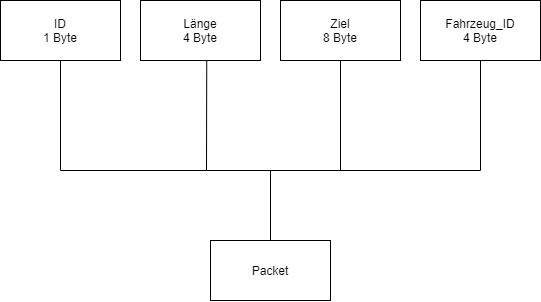 ID
1 Byte
Länge
4 Byte
Ziel
8 Byte
Fahrzeug_ID
4 Byte
Packet